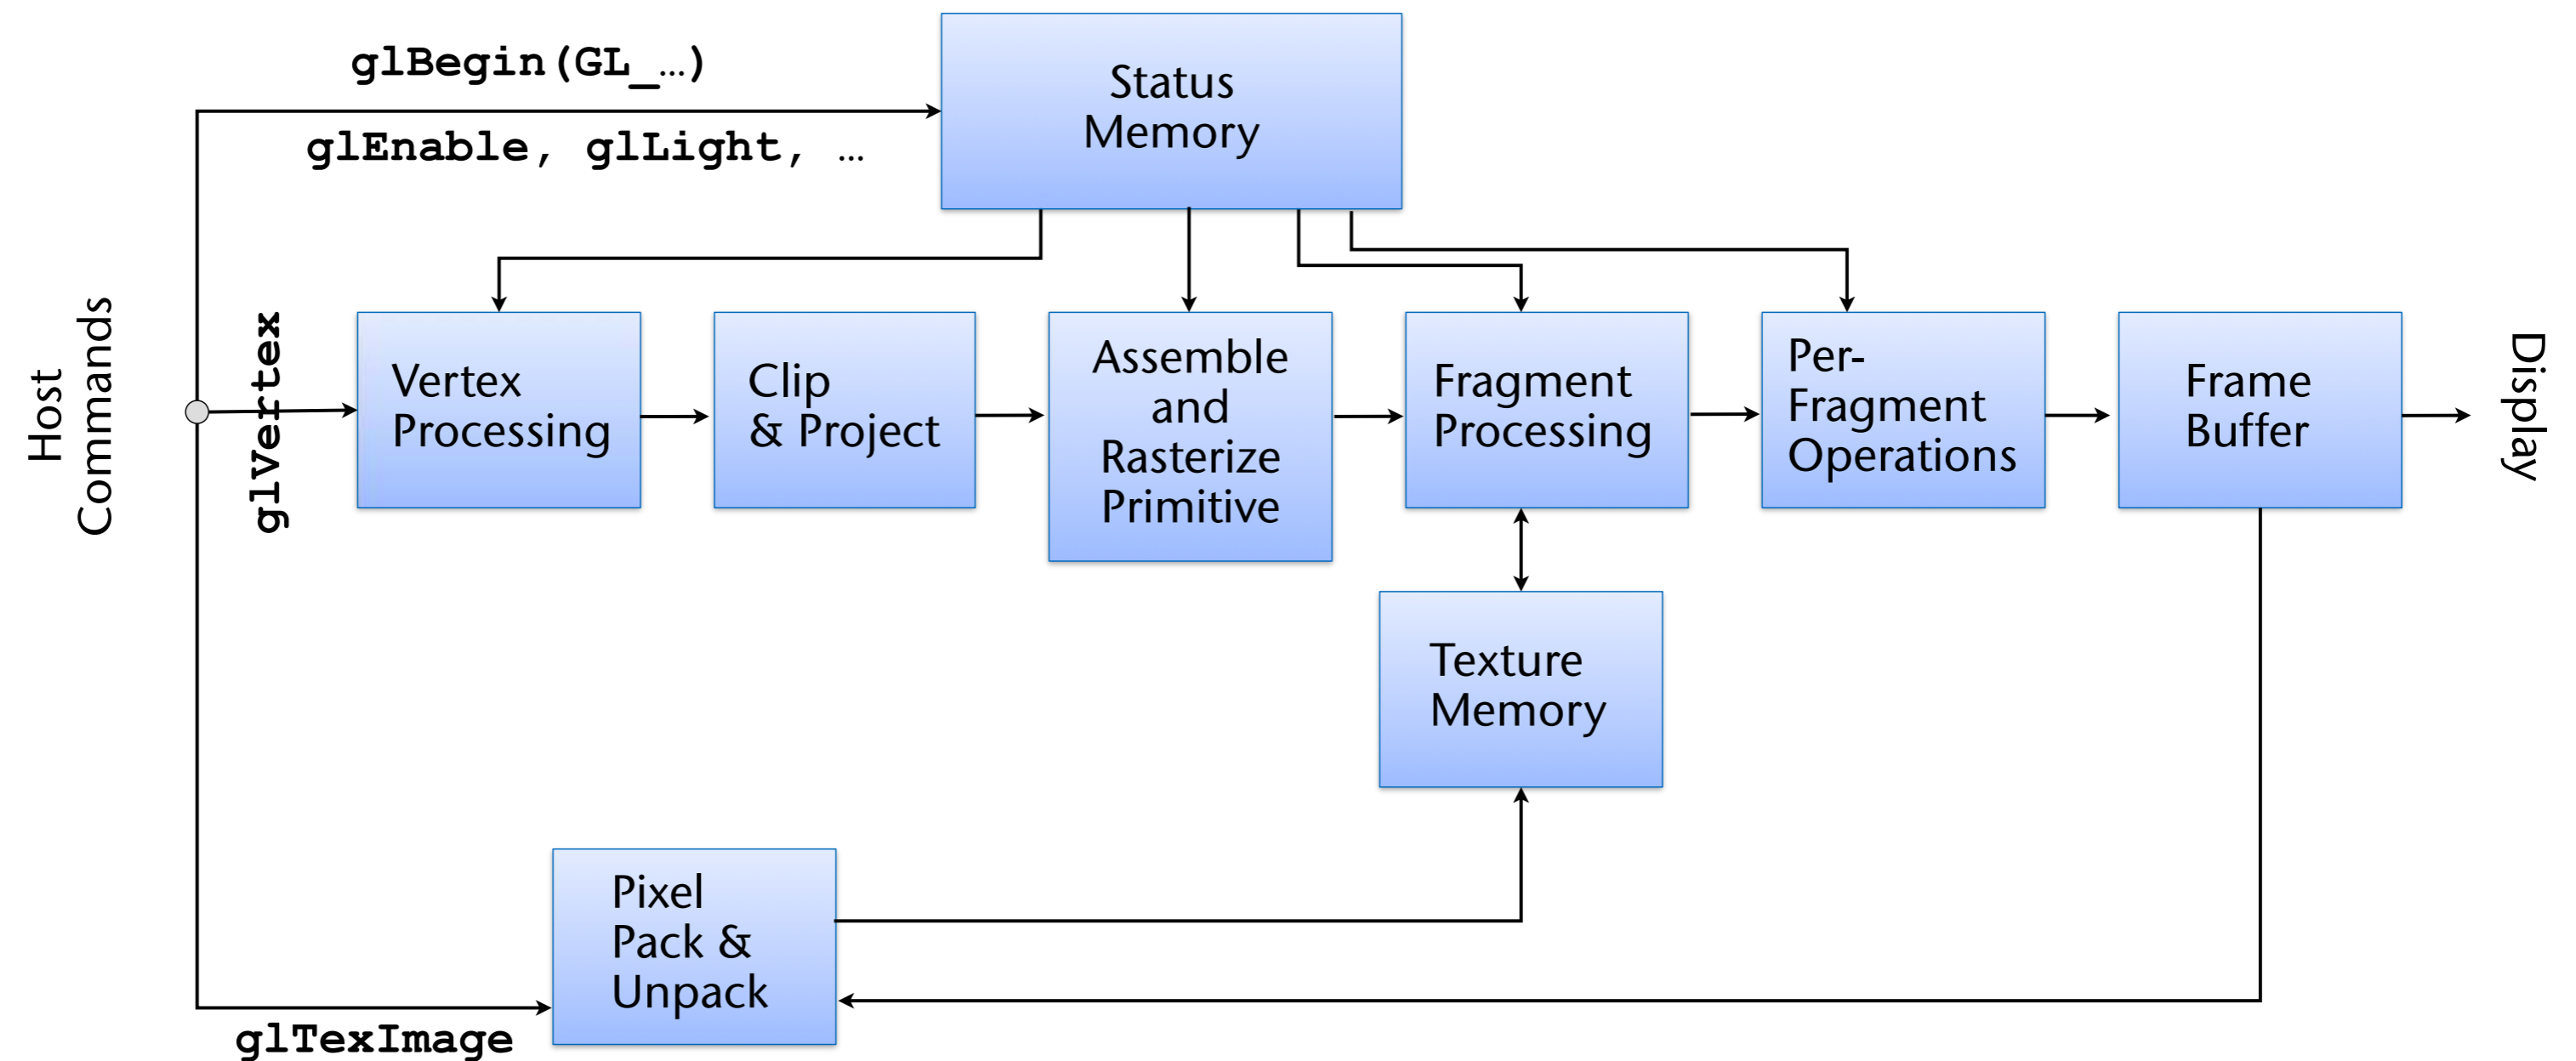 glBegin(GL_…)
glEnable, glLight, …
Status
Memory
Host
Commands
glVertex
Vertex
Processing
Clip
& Project
Assemble
and
Rasterize
Primitive
Fragment
Processing
Per-
Fragment
Operations
Frame
Buffer
Display
Texture
Memory
Pixel
Pack &
Unpack
glTexImage